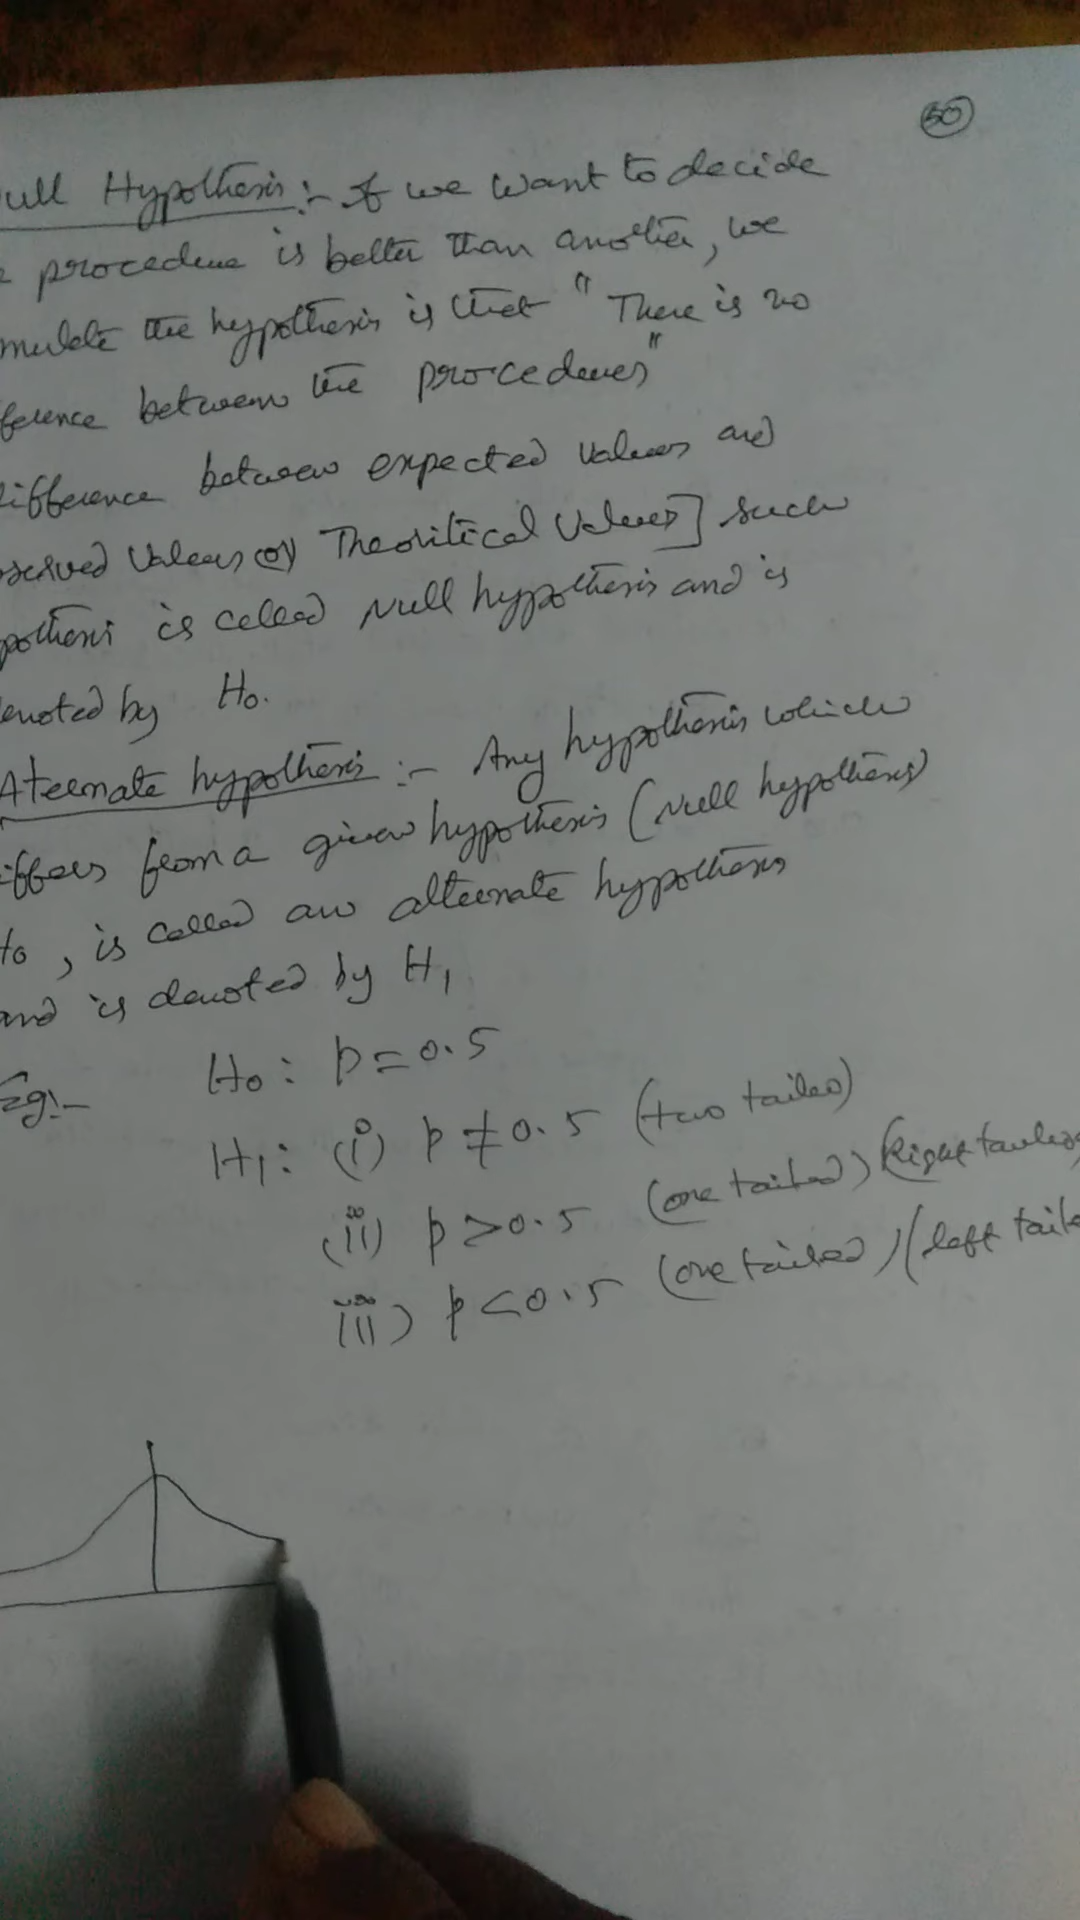 50
ull Hypothesis:- If we want to decide
procedure is better than another, we
mulate the hypothesis is that "There is no
ference between the procedures"
difference between expected values and
served values (or) Theoritical values] such
pothesis is called Null hypothesis and is
enoted by H0.
Aternate hypothesis :- Any hypothesis which
iffers from a given hypothesis (Null hypothesis)
H0, is called an alternate hypothesis
and is denoted by H1
Eg:- H0: p=0.5
H1: (i) p≠0.5 (two tailed)
(ii) p>0.5 (one tailed) (Right tailed
iii) p<0.5 (one tailed) (left taile